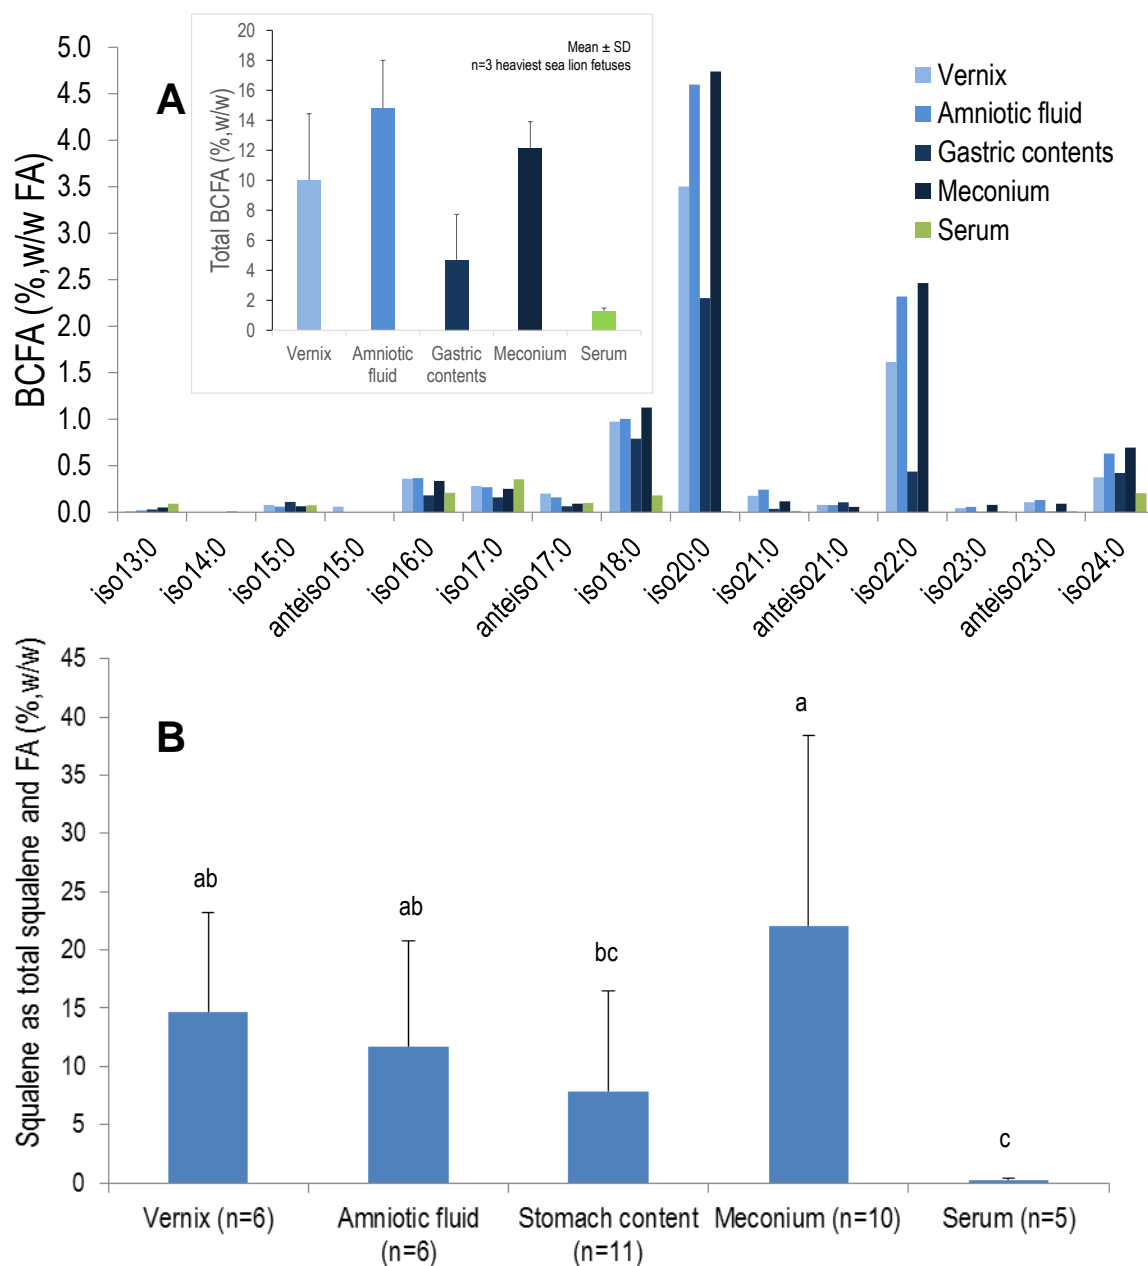 A
BCFA (%,w/w FA)
5.0
4.5
4.0
3.5
3.0
2.5
2.0
1.5
1.0
0.5
0.0
Total BCFA (%,w/w)
20
18
16
14
12
10
8
6
4
2
0
Mean ± SD
n=3 heaviest sea lion fetuses
Vernix
Amniotic
fluid
Gastric
contents
Meconium
Serum
Vernix
Amniotic fluid
Gastric contents
Meconium
Serum
iso13:0
iso14:0
iso15:0
anteiso15:0
iso16:0
iso17:0
anteiso17:0
iso18:0
iso20:0
iso21:0
anteiso21:0
iso22:0
iso23:0
anteiso23:0
iso24:0
B
Squalene as total squalene and FA (%,w/w)
45
40
35
30
25
20
15
10
5
0
ab
ab
bc
a
c
Vernix (n=6)
Amniotic fluid
(n=6)
Stomach content
(n=11)
Meconium (n=10)
Serum (n=5)